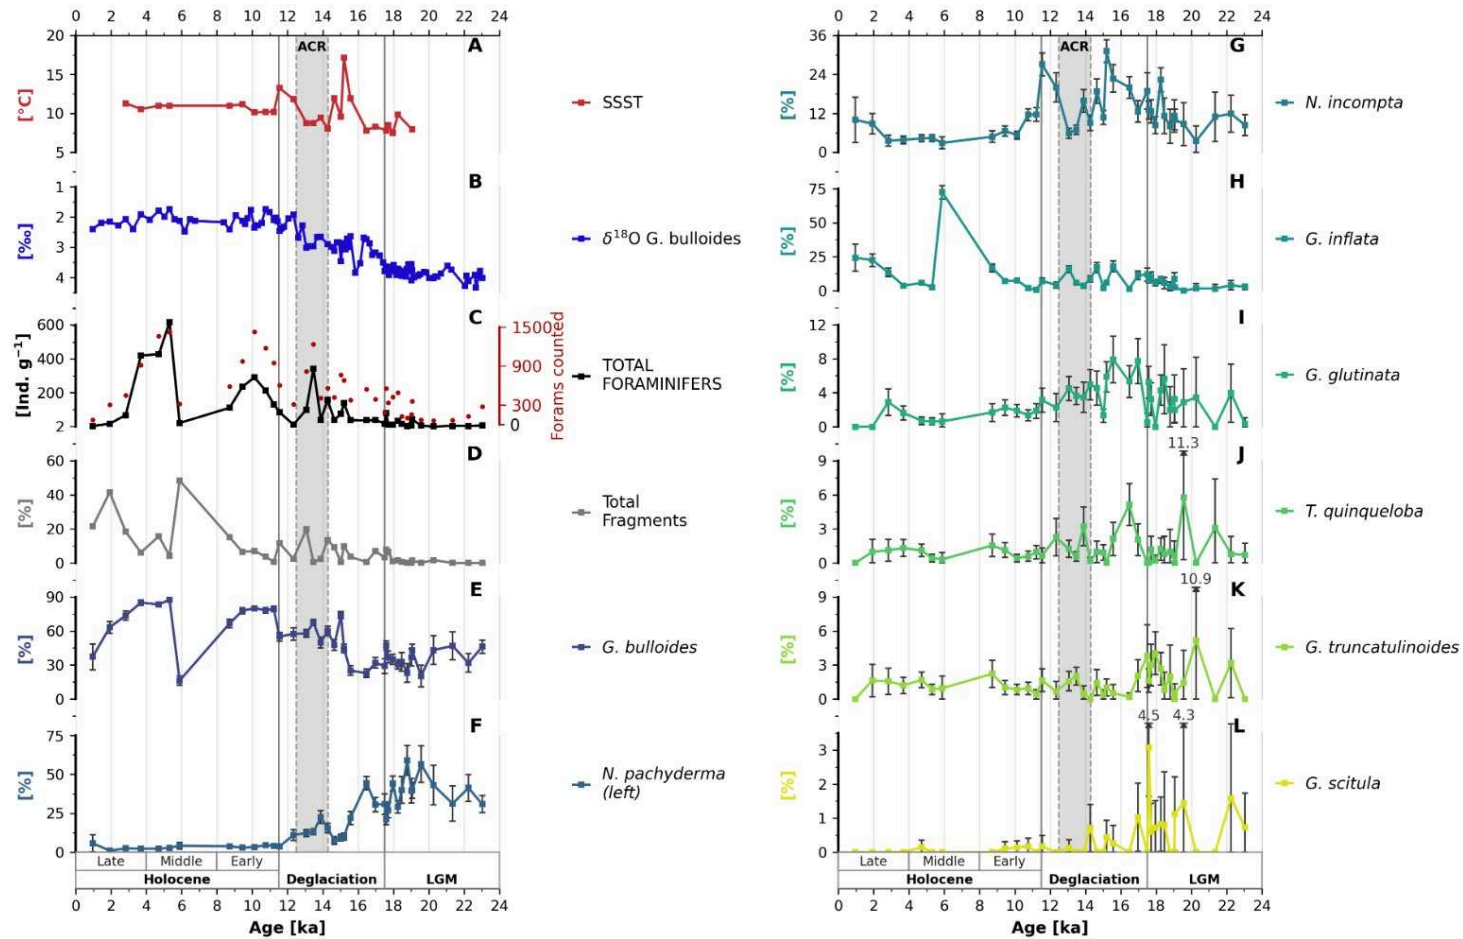 0 2 4 6 8 10 12 14 16 18 20 22 24
20
15
10
5
[°C]
ACR
A
SSST
1
2
3
4
[‰]
B
δ18O G. bulloides
600
400
200
2
[Ind. g−1]
C
1500
900
300
0
Forams counted
TOTAL
FORAMINIFERS
60
40
20
0
[%]
D
Total
Fragments
90
60
30
0
[%]
E
G. bulloides
75
50
25
0
[%]
F
N. pachyderma
(left)
Late Middle Early
Holocene Deglaciation LGM
0 2 4 6 8 10 12 14 16 18 20 22 24
Age [ka]
0 2 4 6 8 10 12 14 16 18 20 22 24
36
24
12
0
[%]
ACR
G
N. incompta
75
50
25
0
[%]
H
G. inflata
12
8
4
0
[%]
I
G. glutinata
11.3
9
6
3
0
[%]
J
T. quinqueloba
10.9
9
6
3
0
[%]
K
G. truncatulinoides
4.5 4.3
3
2
1
0
[%]
L
G. scitula
Late Middle Early
Holocene Deglaciation LGM
0 2 4 6 8 10 12 14 16 18 20 22 24
Age [ka]